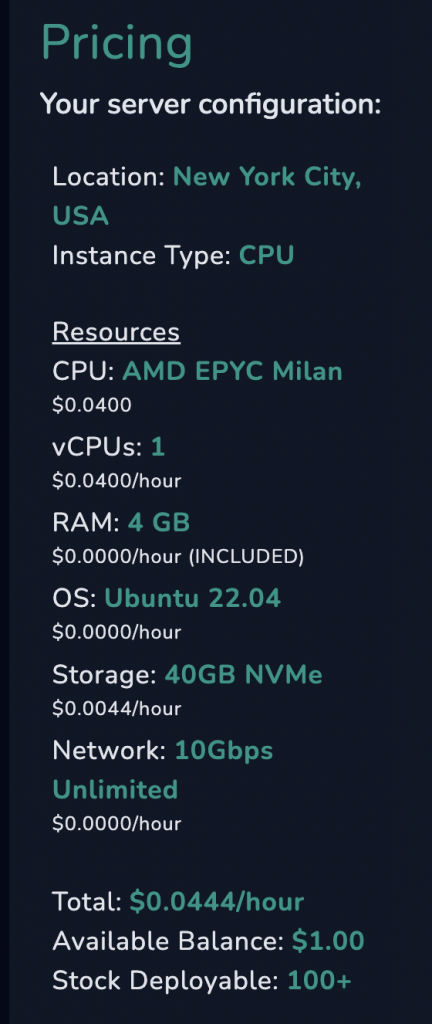 Pricing
Your server configuration:
Location: New York City,
USA
Instance Type: CPU
Resources
CPU: AMD EPYC Milan
$0.0400
vCPUs: 1
$0.0400/hour
RAM: 4 GB
$0.0000/hour (INCLUDED)
OS: Ubuntu 22.04
$0.0000/hour
Storage: 40GB NVMe
$0.0044/hour
Network: 10Gbps
Unlimited
$0.0000/hour
Total: $0.0444/hour
Available Balance: $1.00
Stock Deployable: 100+